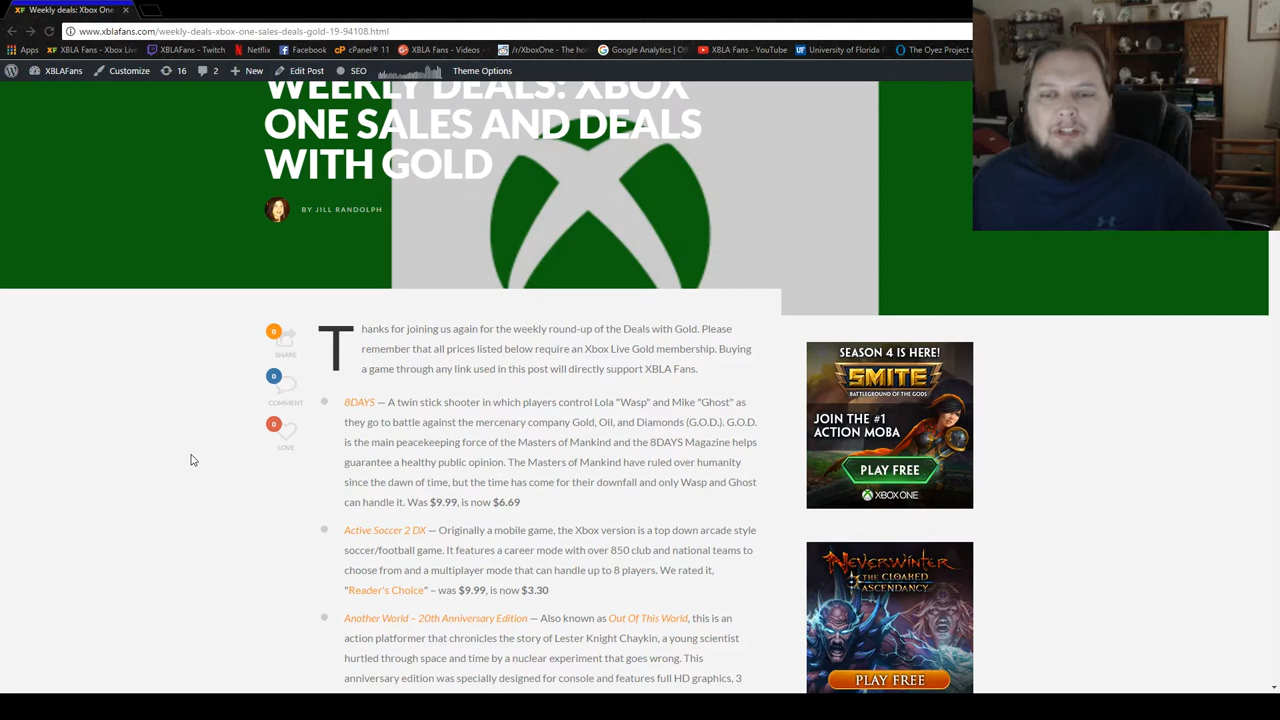 XF Weekly deals: Xbox One
www.xblafans.com/weekly-deals-xbox-one-sales-deals-gold-19-94108.html
Apps XBLA Fans - Xbox Live XBLAFans - Twitch Netflix Facebook cPanel® 11 XBLA Fans - Videos /r/XboxOne - The hom Google Analytics | Off XBLA Fans - YouTube University of Florida The Oyez Project a
XBLAFans Customize 16 2 + New Edit Post SEO Theme Options
WEEKLY DEALS: XBOX
ONE SALES AND DEALS
WITH GOLD
BY JILL RANDOLPH
0
SHARE
0
COMMENT
0
LOVE
Thanks for joining us again for the weekly round-up of the Deals with Gold. Please
remember that all prices listed below require an Xbox Live Gold membership. Buying
a game through any link used in this post will directly support XBLA Fans.
8DAYS — A twin stick shooter in which players control Lola "Wasp" and Mike "Ghost" as
they go to battle against the mercenary company Gold, Oil, and Diamonds (G.O.D.). G.O.D.
is the main peacekeeping force of the Masters of Mankind and the 8DAYS Magazine helps
guarantee a healthy public opinion. The Masters of Mankind have ruled over humanity
since the dawn of time, but the time has come for their downfall and only Wasp and Ghost
can handle it. Was $9.99, is now $6.69
Active Soccer 2 DX — Originally a mobile game, the Xbox version is a top down arcade style
soccer/football game. It features a career mode with over 850 club and national teams to
choose from and a multiplayer mode that can handle up to 8 players. We rated it,
"Reader's Choice" – was $9.99, is now $3.30
Another World – 20th Anniversary Edition — Also known as Out Of This World, this is an
action platformer that chronicles the story of Lester Knight Chaykin, a young scientist
hurtled through space and time by a nuclear experiment that goes wrong. This
anniversary edition was specially designed for console and features full HD graphics, 3
SEASON 4 IS HERE!
SMITE
BATTLEGROUND OF THE GODS
JOIN THE #1
ACTION MOBA
PLAY FREE
XBOX ONE
NEVERWINTER
THE CLOAKED
ASCENDANCY
PLAY FREE